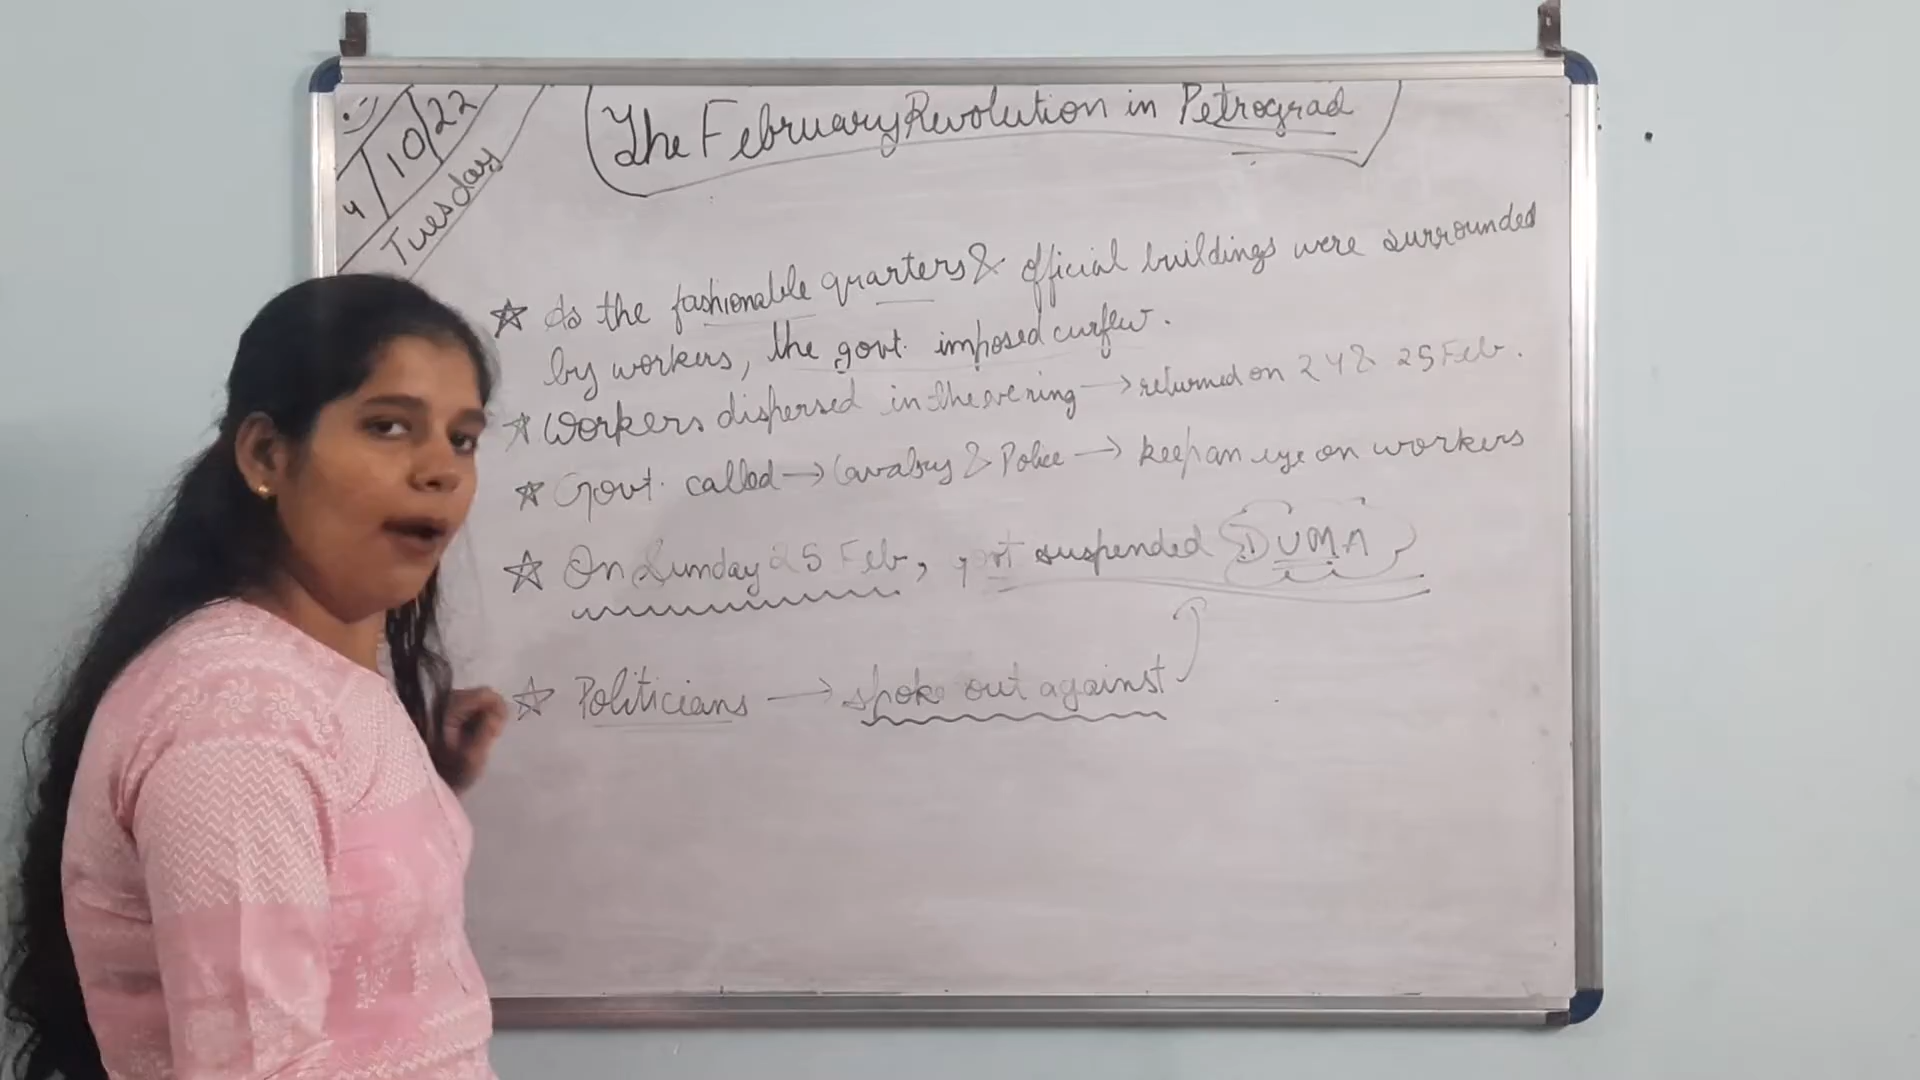 4/10/22
Tuesday
The February Revolution in Petrograd
As the fashionable quarters & official buildings were surrounded
by workers, the govt. imposed curfew.
Workers dispersed in the evening → returned on 24 & 25 Feb.
Govt. called → Cavalry & Police → keep an eye on workers
On Sunday 25 Feb, govt suspended DUMA
Politicians → spoke out against